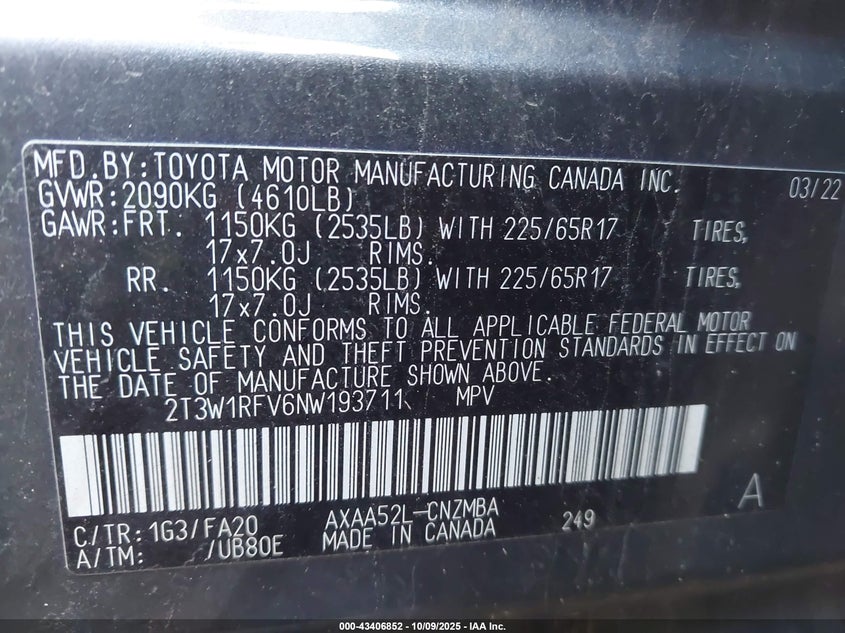 MFD.BY:TOYOTA MOTOR MANUFACTURING CANADA INC. 03/22
GVWR:2090KG (4610LB)
GAWR:FRT. 1150KG (2535LB) WITH 225/65R17 TIRES,
17x7.0J RIMS.
RR. 1150KG (2535LB) WITH 225/65R17 TIRES,
17x7.0J RIMS.
THIS VEHICLE CONFORMS TO ALL APPLICABLE FEDERAL MOTOR
VEHICLE SAFETY AND THEFT PREVENTION STANDARDS IN EFFECT ON
THE DATE OF MANUFACTURE SHOWN ABOVE.
2T3W1RFV6NW193711 MPV
A
C/TR:1G3/FA20 AXAA52L-CNZMBA 249
A/TM: /UB80E MADE IN CANADA
000-43406852 - 10/09/2025 - IAA Inc.